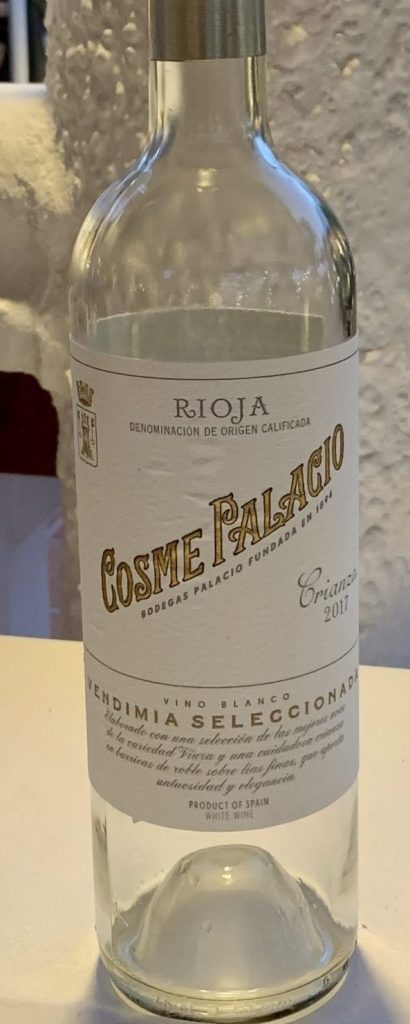 RIOJA
DENOMINACIÓN DE ORIGEN CALIFICADA
COSME PALACIO
BODEGAS PALACIO FUNDADA EN 1894
Crianza
2017
VINO BLANCO
VENDIMIA SELECCIONADA
Elaborado con una selección de las mejores uvas
de la variedad Viura y una cuidadosa crianza
en barricas de roble sobre lías finas, que aporta
untuosidad y elegancia.
PRODUCT OF SPAIN
WHITE WINE